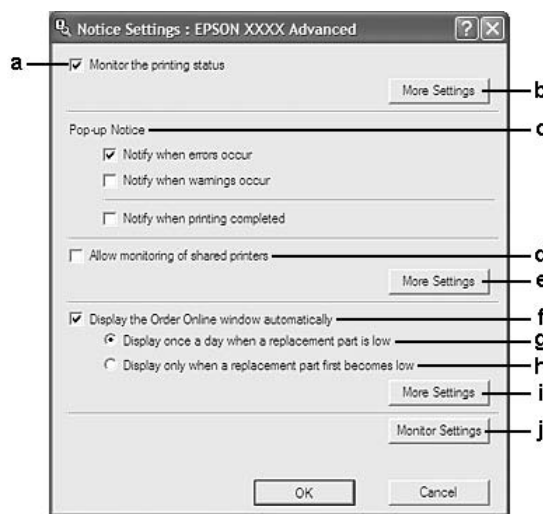 Notice Settings : EPSON XXXX Advanced
a
Monitor the printing status
More Settings
b
Pop-up Notice
c
Notify when errors occur
Notify when warnings occur
Notify when printing completed
Allow monitoring of shared printers
d
More Settings
e
Display the Order Online window automatically
f
Display once a day when a replacement part is low
g
Display only when a replacement part first becomes low
h
More Settings
i
Monitor Settings
j
OK
Cancel